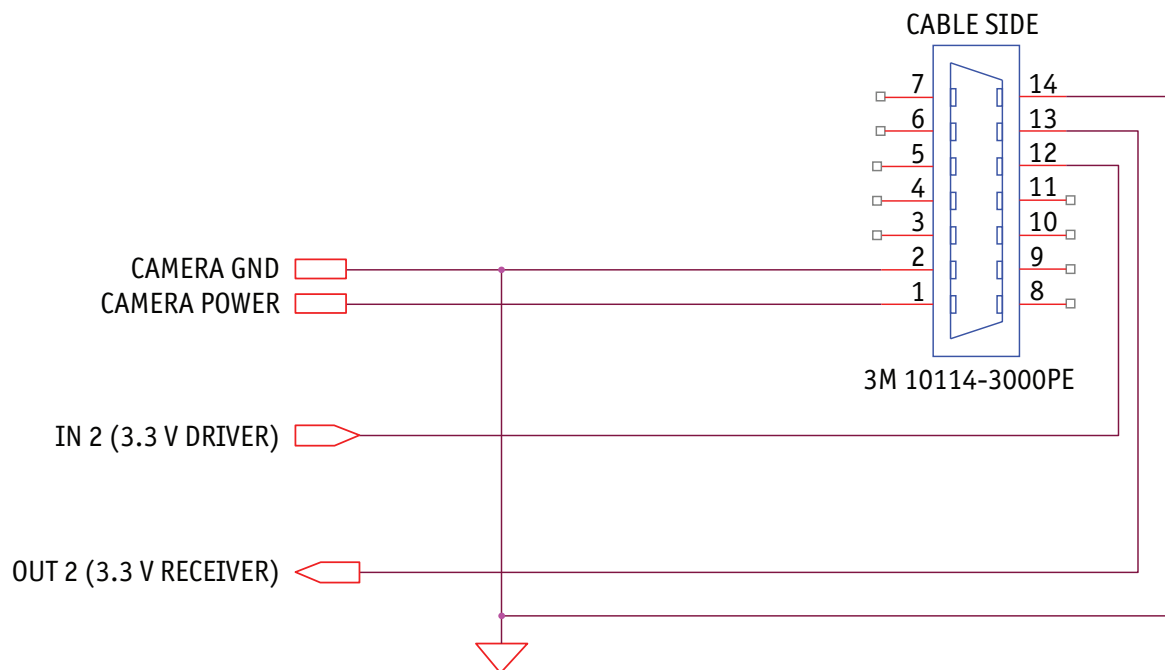 CABLE SIDE
7 14
6 13
5 12
4 11
3 10
CAMERA GND 2 9
CAMERA POWER 1 8
3M 10114-3000PE
IN 2 (3.3 V DRIVER)
OUT 2 (3.3 V RECEIVER)